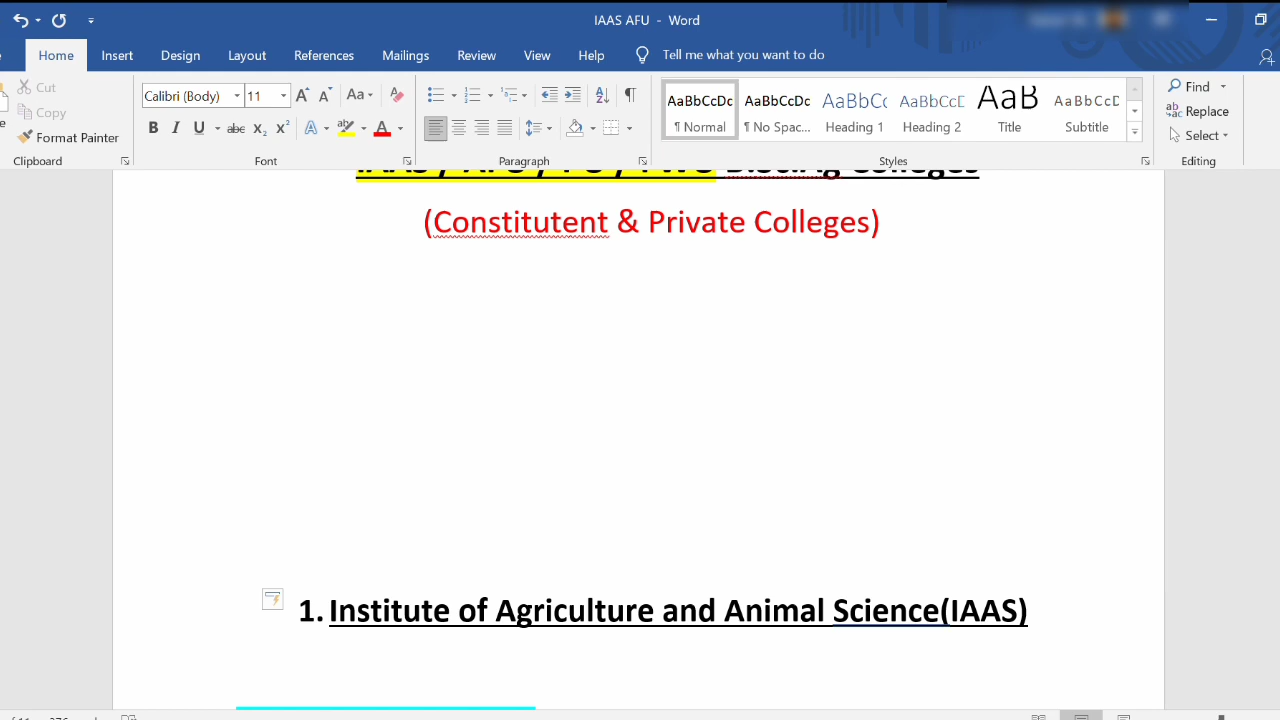 IAAS AFU - Word
Home Insert Design Layout References Mailings Review View Help Tell me what you want to do
Cut
Copy
Format Painter
Clipboard
Calibri (Body) 11
Font
Paragraph
AaBbCcDc AaBbCcDc AaBbCc AaBbCcD AaB AaBbCcD
¶ Normal ¶ No Spac... Heading 1 Heading 2 Title Subtitle
Styles
Find
Replace
Select
Editing
Colleges
(Constitutent & Private Colleges)
1. Institute of Agriculture and Animal Science(IAAS)